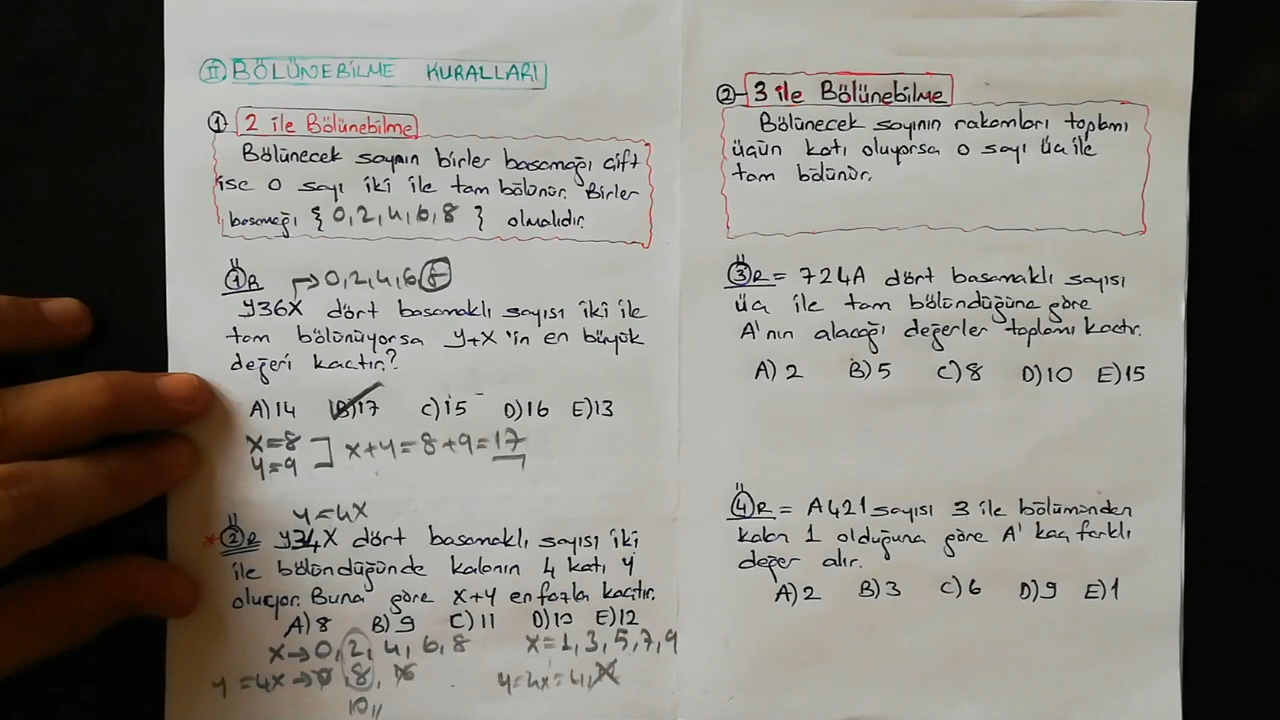 II BÖLÜNEBİLME KURALLARI
1 2 ile Bölünebilme
Bölünecek sayının birler basamağı çift
ise o sayı iki ile tam bölünür. Birler
basamağı { 0, 2, 4, 6, 8 } olmalıdır.
1 R → 0, 2, 4, 6, 8
Y36X dört basamaklı sayısı iki ile
tam bölünüyorsa Y+X 'in en büyük
değeri kaçtır?
A) 14 B) 17 C) 15 D) 16 E) 13
x=8
y=9 ] x+y=8+9=17
y=4x
* 2 R Y34X dört basamaklı sayısı iki
ile bölündüğünde kalanın 4 katı Y
oluyor. Buna göre x+y en fazla kaçtır.
A) 8 B) 9 C) 11 D) 10 E) 12
x→0, 2, 4, 6, 8 x=1, 3, 5, 7, 9
y=4x→0, 8, 16 y=4x=4,
10,,
2 3 ile Bölünebilme
Bölünecek sayının rakamları toplamı
üçün katı oluyorsa o sayı üç ile
tam bölünür.
3 R = 724A dört basamaklı sayısı
üç ile tam bölündüğüne göre
A'nın alacağı değerler toplamı kaçtır.
A) 2 B) 5 C) 8 D) 10 E) 15
4 R = A421 sayısı 3 ile bölümünden
kalan 1 olduğuna göre A' kaç farklı
değer alır.
A) 2 B) 3 C) 6 D) 9 E) 1